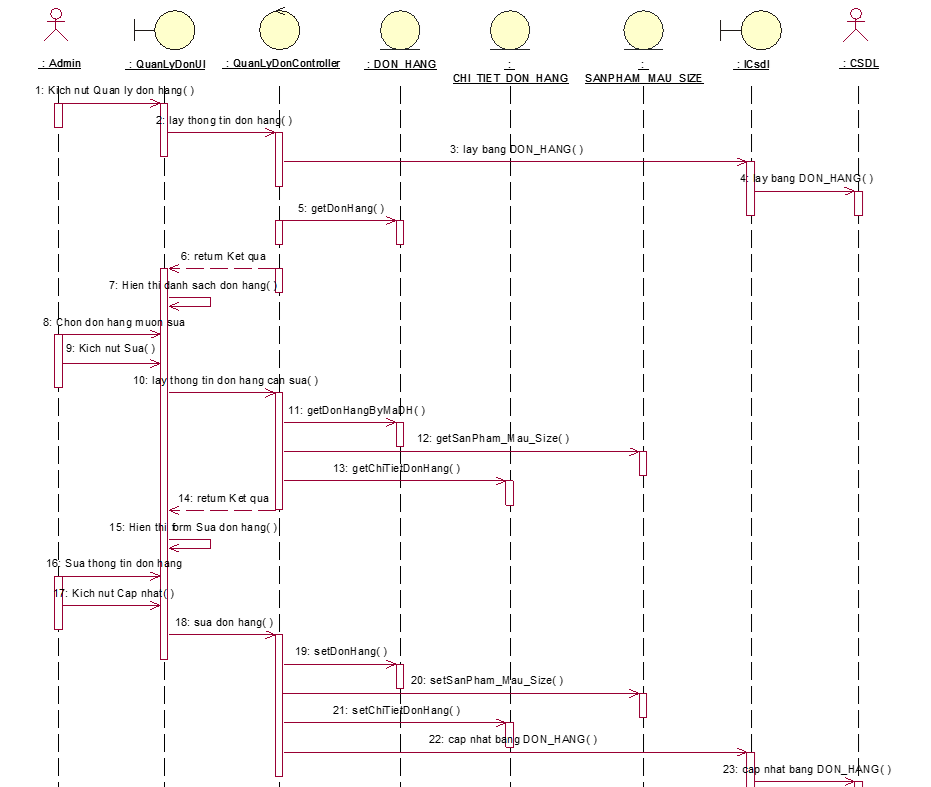 : Admin
: QuanLyDonUI
: QuanLyDonController
: DON_HANG
:
CHI_TIET_DON_HANG
:
SANPHAM_MAU_SIZE
: ICsdl
: CSDL
1: Kich nut Quan ly don hang( )
2: lay thong tin don hang( )
3: lay bang DON_HANG( )
4: lay bang DON_HANG( )
5: getDonHang( )
6: return Ket qua
7: Hien thi danh sach don hang( )
8: Chon don hang muon sua
9: Kich nut Sua( )
10: lay thong tin don hang can sua( )
11: getDonHangByMaDH( )
12: getSanPham_Mau_Size( )
13: getChiTietDonHang( )
14: return Ket qua
15: Hien thi form Sua don hang( )
16: Sua thong tin don hang
17: Kich nut Cap nhat( )
18: sua don hang( )
19: setDonHang( )
20: setSanPham_Mau_Size( )
21: setChiTietDonHang( )
22: cap nhat bang DON_HANG( )
23: cap nhat bang DON_HANG( )